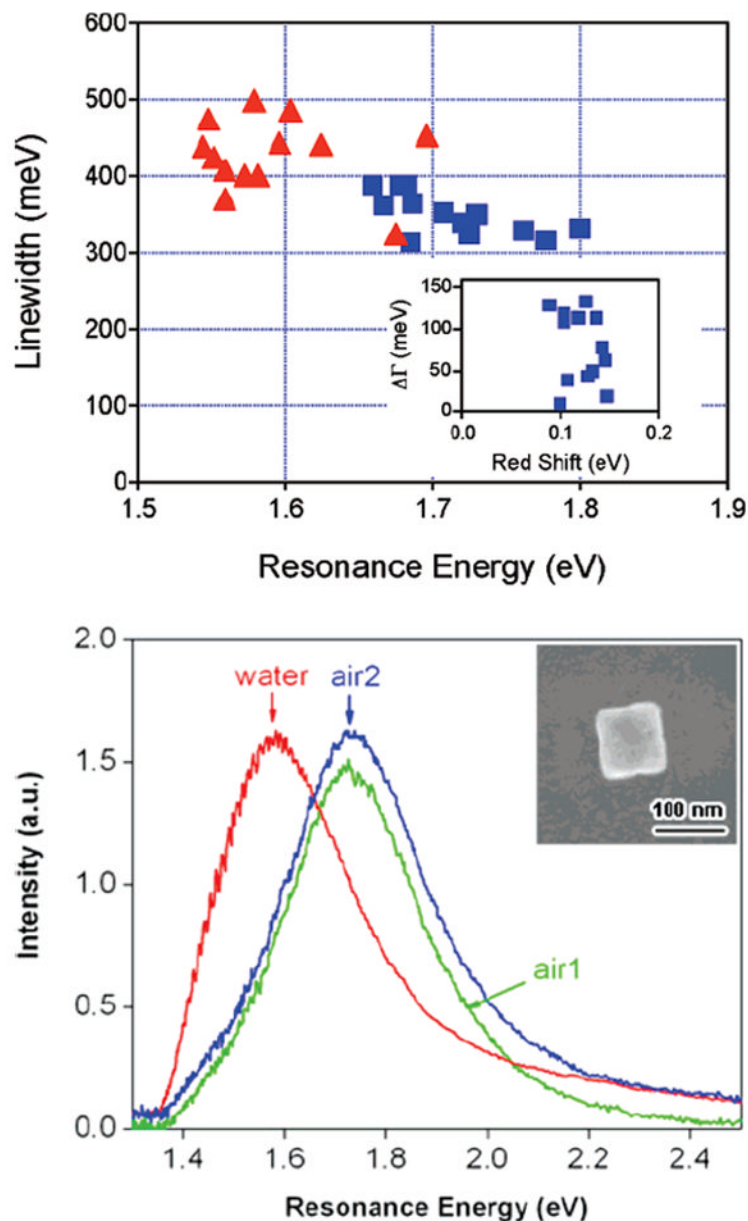 600
500
400
300
200
100
0
Linewidth (meV)
1.5 1.6 1.7 1.8 1.9
Resonance Energy (eV)
150
100
50
0
ΔΓ (meV)
0.0 0.1 0.2
Red Shift (eV)
2.0
1.5
1.0
0.5
0.0
Intensity (a.u.)
water air2
100 nm
air1
1.4 1.6 1.8 2.0 2.2 2.4
Resonance Energy (eV)